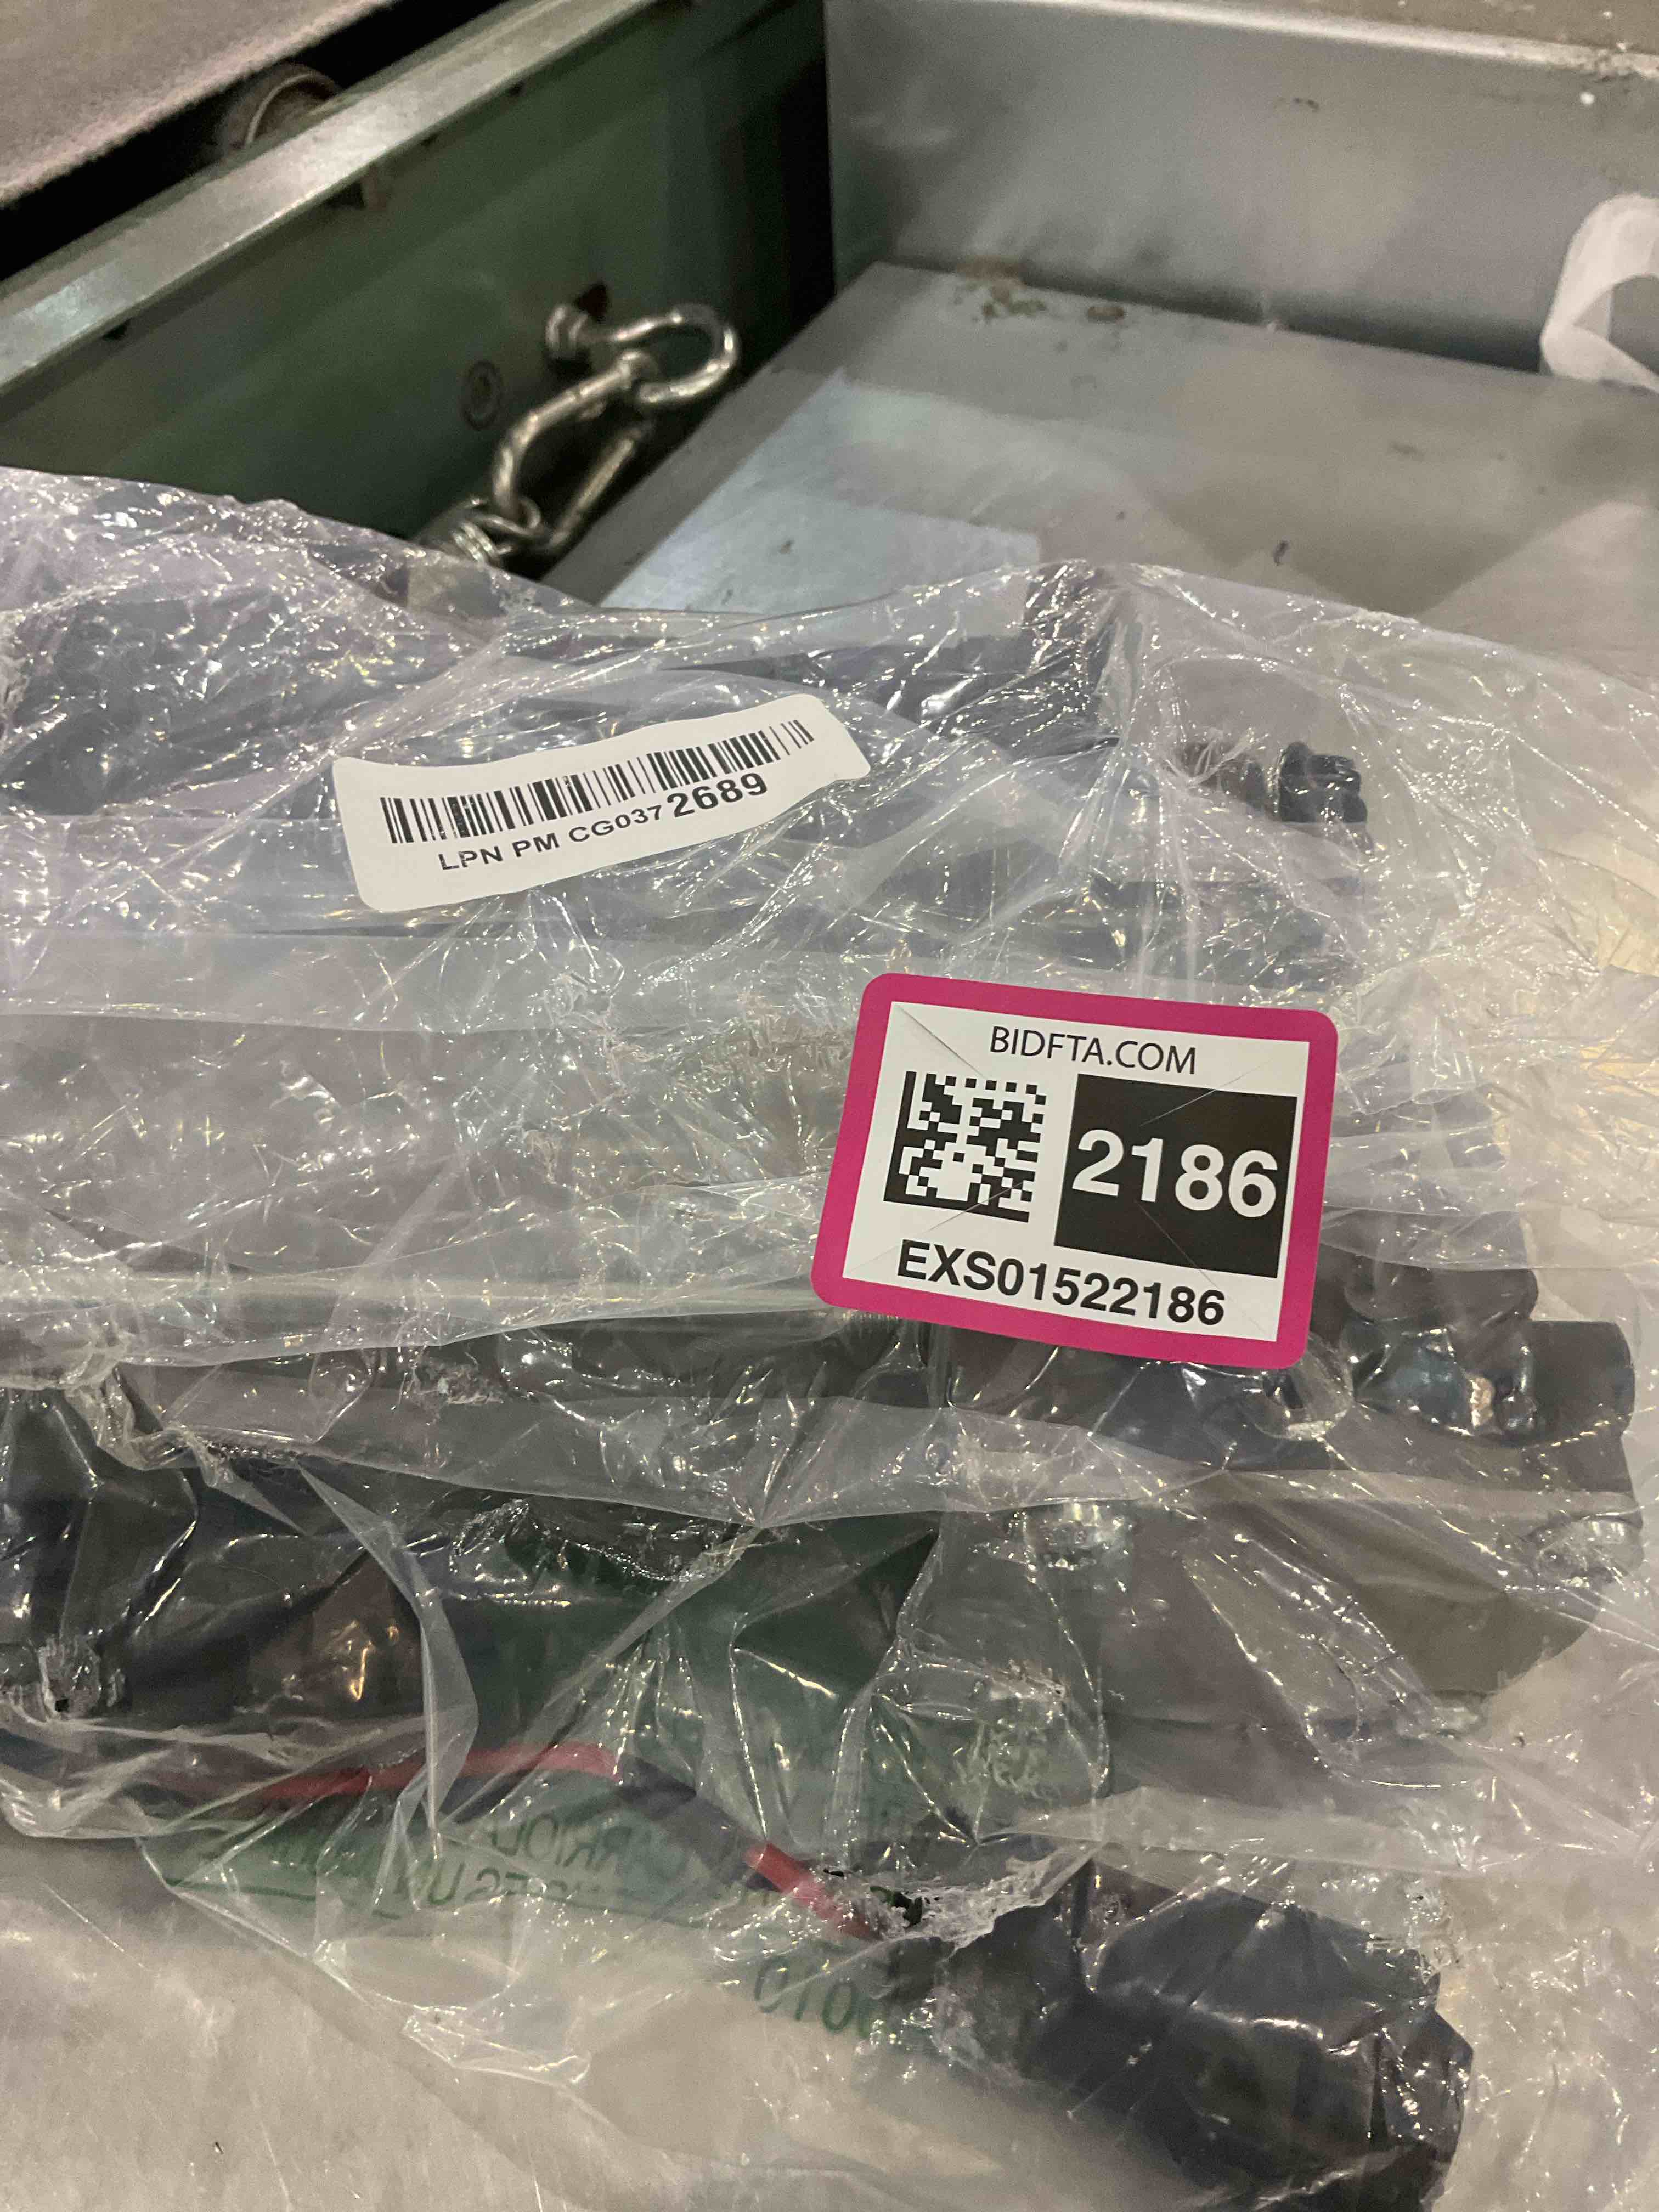 LPN PM CG0372689
BIDFTA.COM
2186
EXS01522186